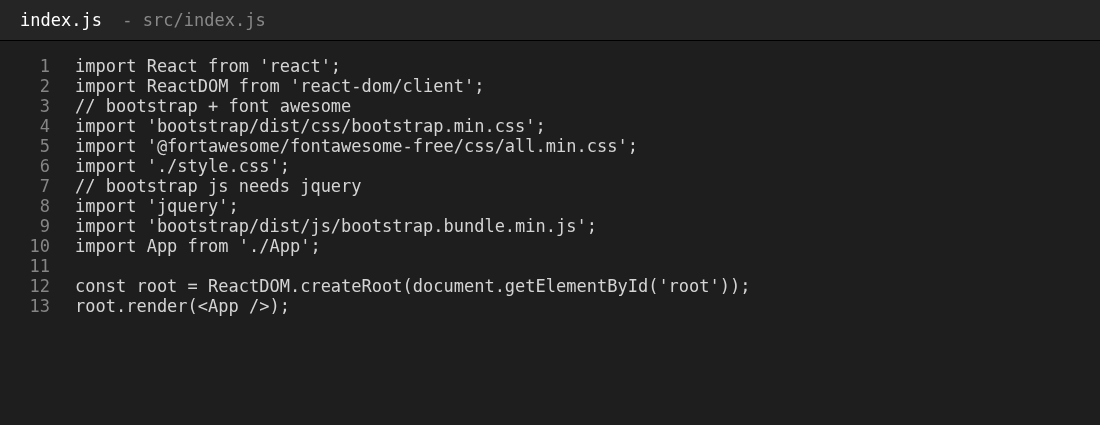 index.js - src/index.js
1 import React from 'react';
2 import ReactDOM from 'react-dom/client';
3 // bootstrap + font awesome
4 import 'bootstrap/dist/css/bootstrap.min.css';
5 import '@fortawesome/fontawesome-free/css/all.min.css';
6 import './style.css';
7 // bootstrap js needs jquery
8 import 'jquery';
9 import 'bootstrap/dist/js/bootstrap.bundle.min.js';
10 import App from './App';
11
12 const root = ReactDOM.createRoot(document.getElementById('root'));
13 root.render(<App />);